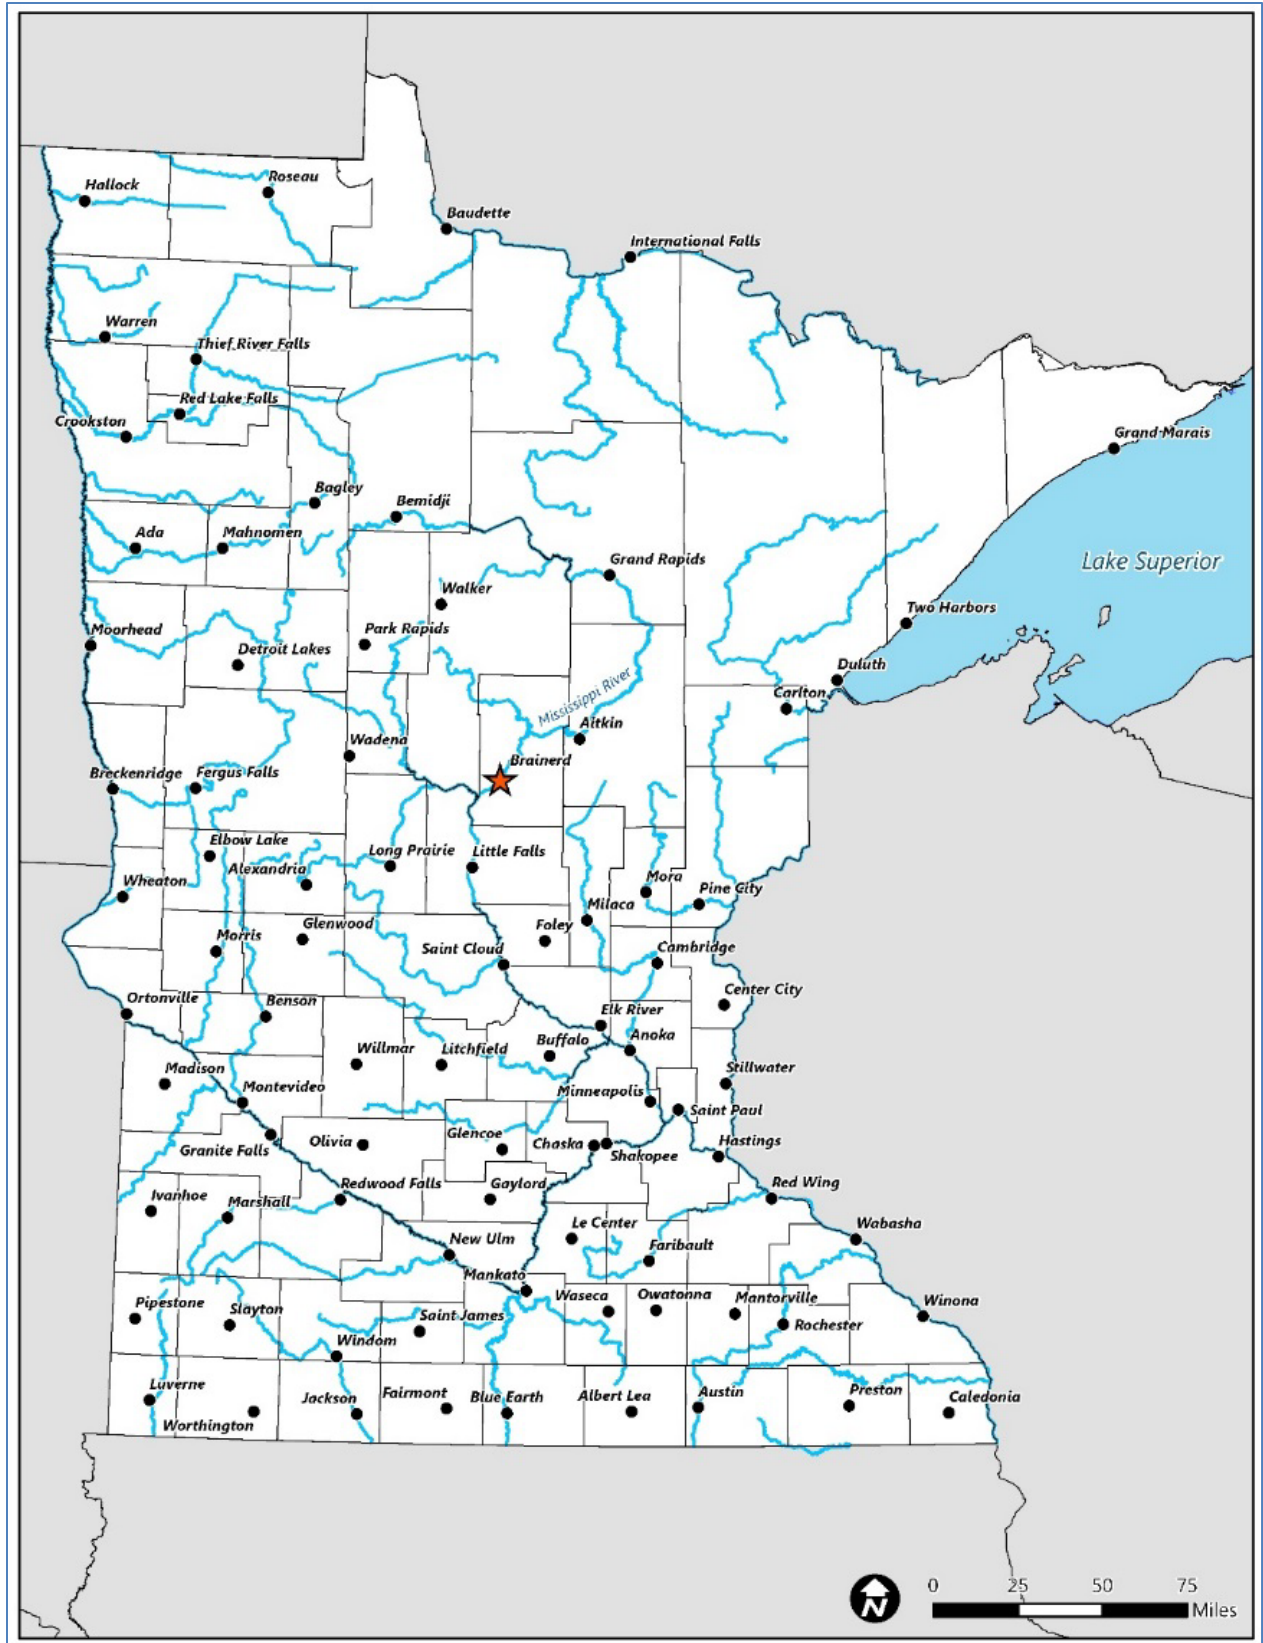 Hallock
Roseau
Baudette
International Falls
Warren
Thief River Falls
Red Lake Falls
Crookston
Grand Marais
Bagley
Bemidji
Ada
Mahnomen
Grand Rapids
Lake Superior
Walker
Two Harbors
Moorhead
Park Rapids
Detroit Lakes
Duluth
Carlton
Mississippi River
Aitkin
Wadena
Brainerd
Breckenridge
Fergus Falls
Elbow Lake
Long Prairie
Little Falls
Alexandria
Wheaton
Mora
Pine City
Milaca
Glenwood
Foley
Morris
Saint Cloud
Cambridge
Center City
Ortonville
Benson
Elk River
Anoka
Buffalo
Willmar
Litchfield
Madison
Stillwater
Montevideo
Minneapolis
Saint Paul
Olivia
Glencoe
Chaska
Hastings
Granite Falls
Shakopee
Redwood Falls
Gaylord
Red Wing
Ivanhoe
Marshall
Le Center
Wabasha
New Ulm
Faribault
Mankato
Waseca
Owatonna
Mantorville
Winona
Pipestone
Slayton
Saint James
Rochester
Windom
Luverne
Worthington
Jackson
Fairmont
Blue Earth
Albert Lea
Austin
Preston
Caledonia
N
0 25 50 75
Miles